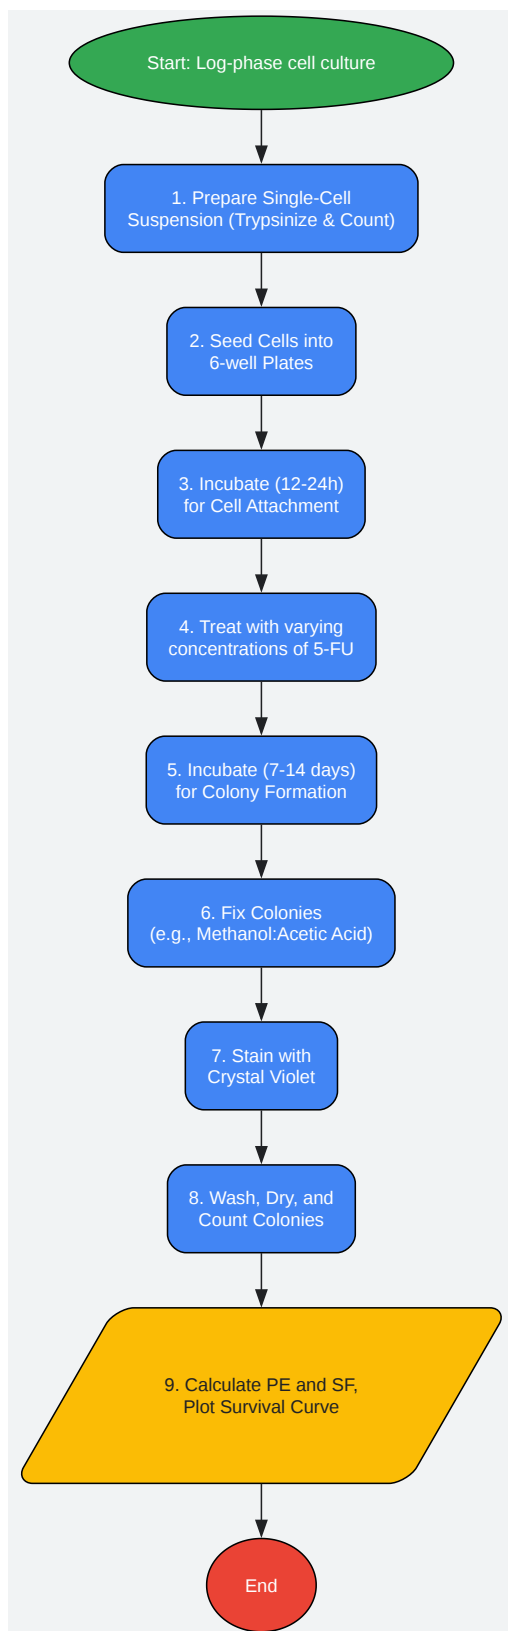 Start: Log-phase cell culture
1. Prepare Single-Cell
Suspension (Trypsinize & Count)
2. Seed Cells into
6-well Plates
3. Incubate (12-24h)
for Cell Attachment
4. Treat with varying
concentrations of 5-FU
5. Incubate (7-14 days)
for Colony Formation
6. Fix Colonies
(e.g., Methanol:Acetic Acid)
7. Stain with
Crystal Violet
8. Wash, Dry, and
Count Colonies
9. Calculate PE and SF,
Plot Survival Curve
End